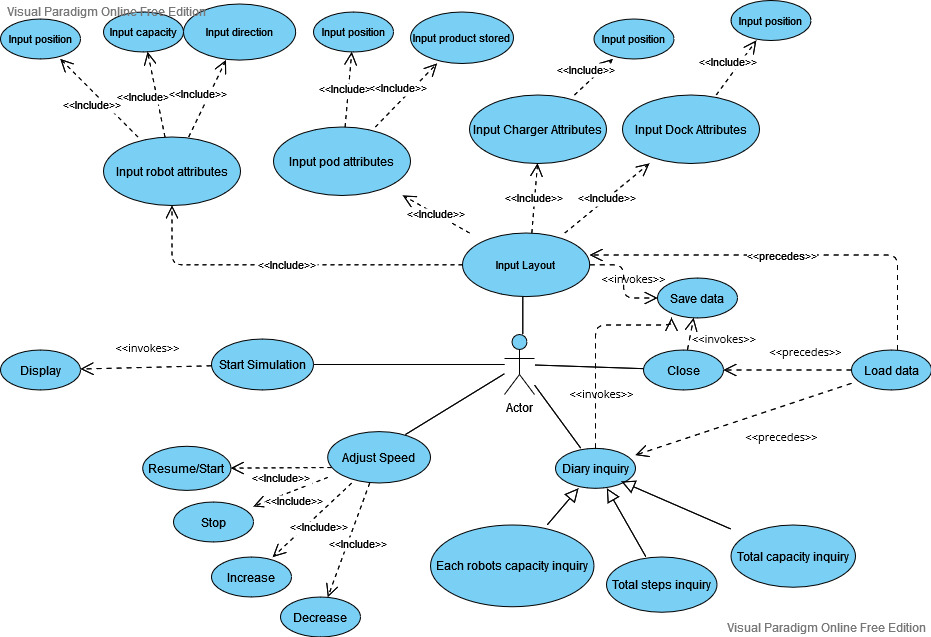 Visual Paradigm Online Free Edition
Input position
Input capacity
Input direction
Input position
Input product stored
Input position
Input position
<<Include>>
<<Include>>
<<Include>>
<<Include>>
<<Include>>
<<Include>>
<<Include>>
Input robot attributes
Input pod attributes
Input Charger Attributes
Input Dock Attributes
<<Include>>
<<Include>>
<<Include>>
<<Include>>
Input Layout
<<precedes>>
<<invokes>>
Save data
<<invokes>>
<<invokes>>
<<precedes>>
Display
Start Simulation
Close
Load data
Actor
<<invokes>>
<<precedes>>
Adjust Speed
Diary inquiry
Resume/Start
<<Include>>
<<Include>>
Stop
<<Include>>
<<Include>>
Increase
Decrease
Each robots capacity inquiry
Total steps inquiry
Total capacity inquiry
Visual Paradigm Online Free Edition